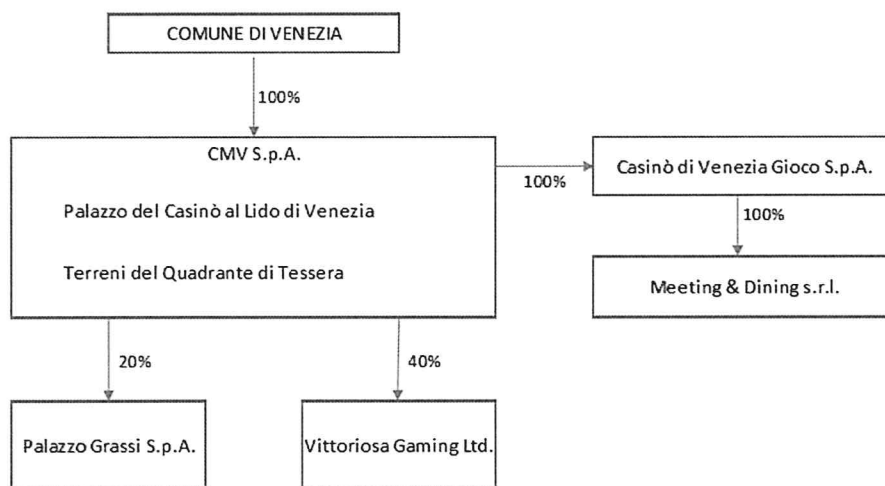 COMUNE DI VENEZIA
100%
CMV S.p.A.
Palazzo del Casinò al Lido di Venezia
Terreni del Quadrante di Tessera
100%
Casinò di Venezia Gioco S.p.A.
100%
Meeting & Dining s.r.l.
20%
40%
Palazzo Grassi S.p.A.
Vittoriosa Gaming Ltd.